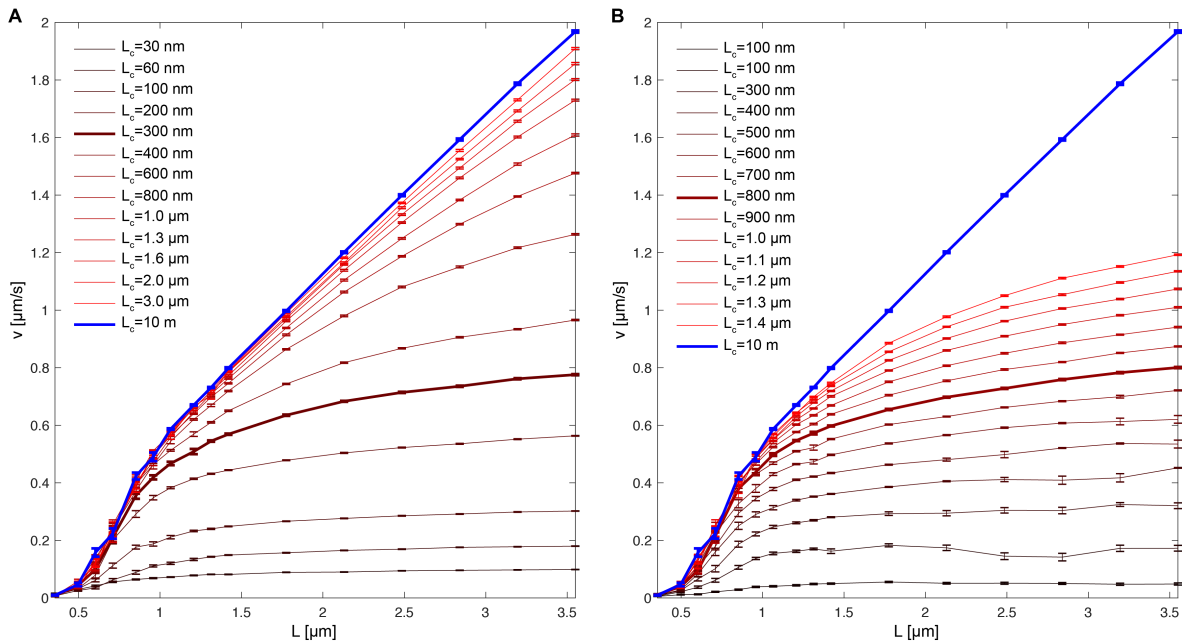 A
L_c=30 nm
L_c=60 nm
L_c=100 nm
L_c=200 nm
L_c=300 nm
L_c=400 nm
L_c=600 nm
L_c=800 nm
L_c=1.0 µm
L_c=1.3 µm
L_c=1.6 µm
L_c=2.0 µm
L_c=3.0 µm
L_c=10 m
v [µm/s]
2
1.8
1.6
1.4
1.2
1
0.8
0.6
0.4
0.2
0
0.5 1 1.5 2 2.5 3 3.5
L [µm]
B
L_c=100 nm
L_c=100 nm
L_c=300 nm
L_c=400 nm
L_c=500 nm
L_c=600 nm
L_c=700 nm
L_c=800 nm
L_c=900 nm
L_c=1.0 µm
L_c=1.1 µm
L_c=1.2 µm
L_c=1.3 µm
L_c=1.4 µm
L_c=10 m
v [µm/s]
2
1.8
1.6
1.4
1.2
1
0.8
0.6
0.4
0.2
0
0.5 1 1.5 2 2.5 3 3.5
L [µm]